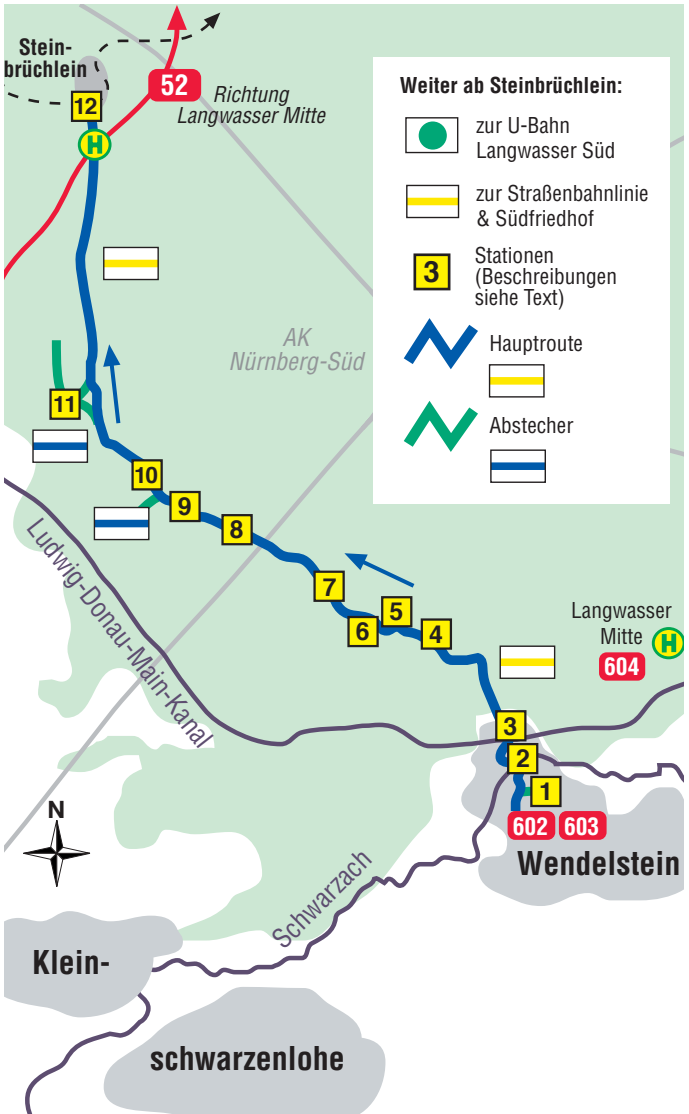 Stein-
brüchlein
52
Richtung
Langwasser Mitte
12
H
Weiter ab Steinbrüchlein:
zur U-Bahn
Langwasser Süd
zur Straßenbahnlinie
& Südfriedhof
3
Stationen
(Beschreibungen
siehe Text)
Hauptroute
Abstecher
AK
Nürnberg-Süd
11
10
9
8
7
6
5
4
Ludwig-Donau-Main-Kanal
Langwasser
Mitte
H
604
3
2
1
602
603
Wendelstein
N
Schwarzach
Klein-
schwarzenlohe